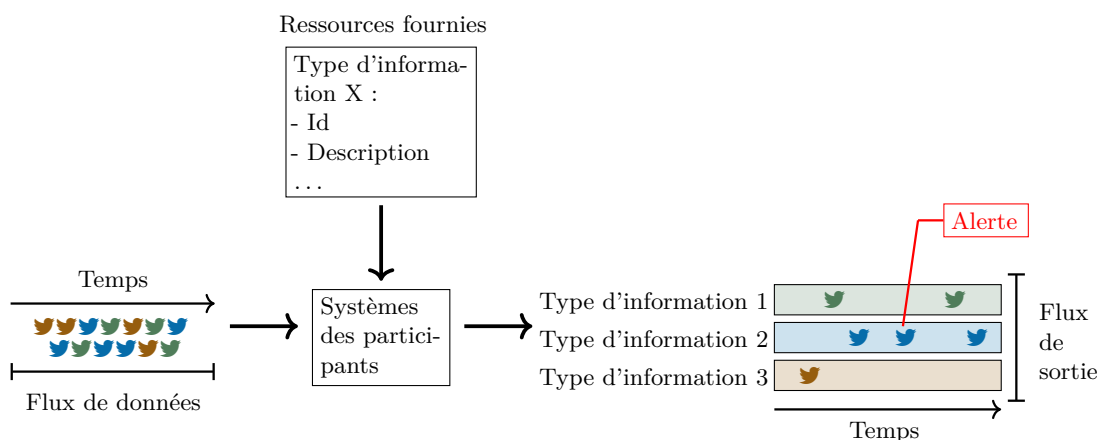 Ressources fournies
Type d'informa-
tion X :
- Id
- Description
...
Alerte
Temps
Flux de données
Systèmes
des partici-
pants
Type d'information 1
Type d'information 2
Type d'information 3
Flux
de
sortie
Temps